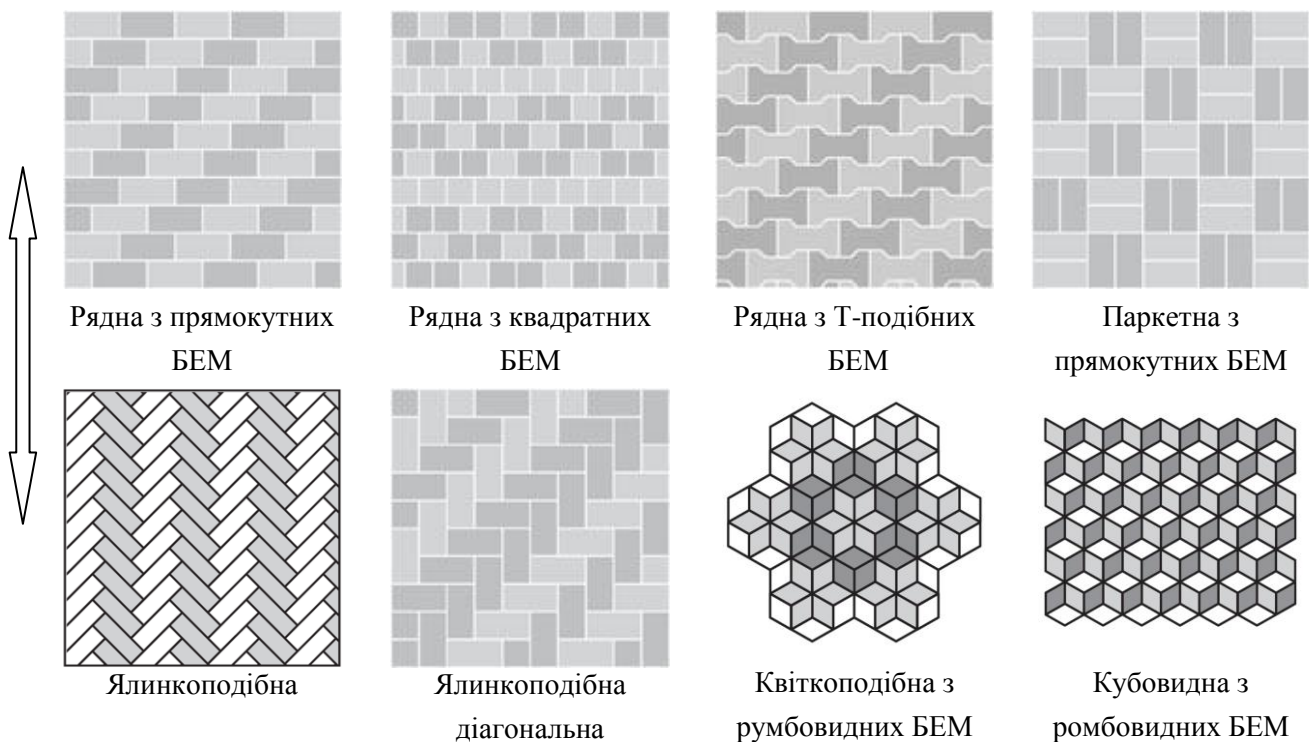 Рядна з прямокутних
БЕМ
Рядна з квадратних
БЕМ
Рядна з Т-подібних
БЕМ
Паркетна з
прямокутних БЕМ
Ялинкоподібна
Ялинкоподібна
діагональна
Квіткоподібна з
румбовидних БЕМ
Кубовидна з
ромбовидних БЕМ